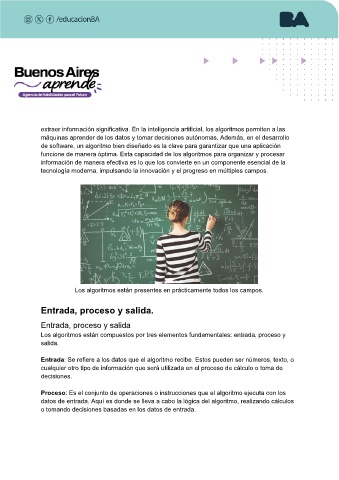 /educacionBA
BA
Buenos Aires
aprende
Agencia de Habilidades para el Futuro
extraer información significativa. En la inteligencia artificial, los algoritmos permiten a las
máquinas aprender de los datos y tomar decisiones autónomas. Además, en el desarrollo
de software, un algoritmo bien diseñado es la clave para garantizar que una aplicación
funcione de manera óptima. Esta capacidad de los algoritmos para organizar y procesar
información de manera efectiva es lo que los convierte en un componente esencial de la
tecnología moderna, impulsando la innovación y el progreso en múltiples campos.
Los algoritmos están presentes en prácticamente todos los campos.
Entrada, proceso y salida.
Entrada, proceso y salida
Los algoritmos están compuestos por tres elementos fundamentales: entrada, proceso y
salida.
Entrada: Se refiere a los datos que el algoritmo recibe. Estos pueden ser números, texto, o
cualquier otro tipo de información que será utilizada en el proceso de cálculo o toma de
decisiones.
Proceso: Es el conjunto de operaciones o instrucciones que el algoritmo ejecuta con los
datos de entrada. Aquí es donde se lleva a cabo la lógica del algoritmo, realizando cálculos
o tomando decisiones basadas en los datos de entrada.